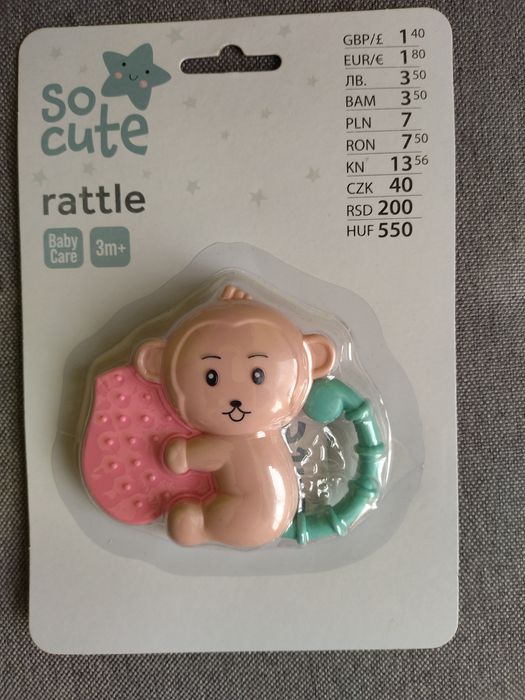 so
cute
rattle
Baby
Care
3m+
GBP/£ 1 40
EUR/€ 1 80
ЛВ. 3 50
BAM 3 50
PLN 7
RON 7 50
KN 13 56
CZK 40
RSD 200
HUF 550